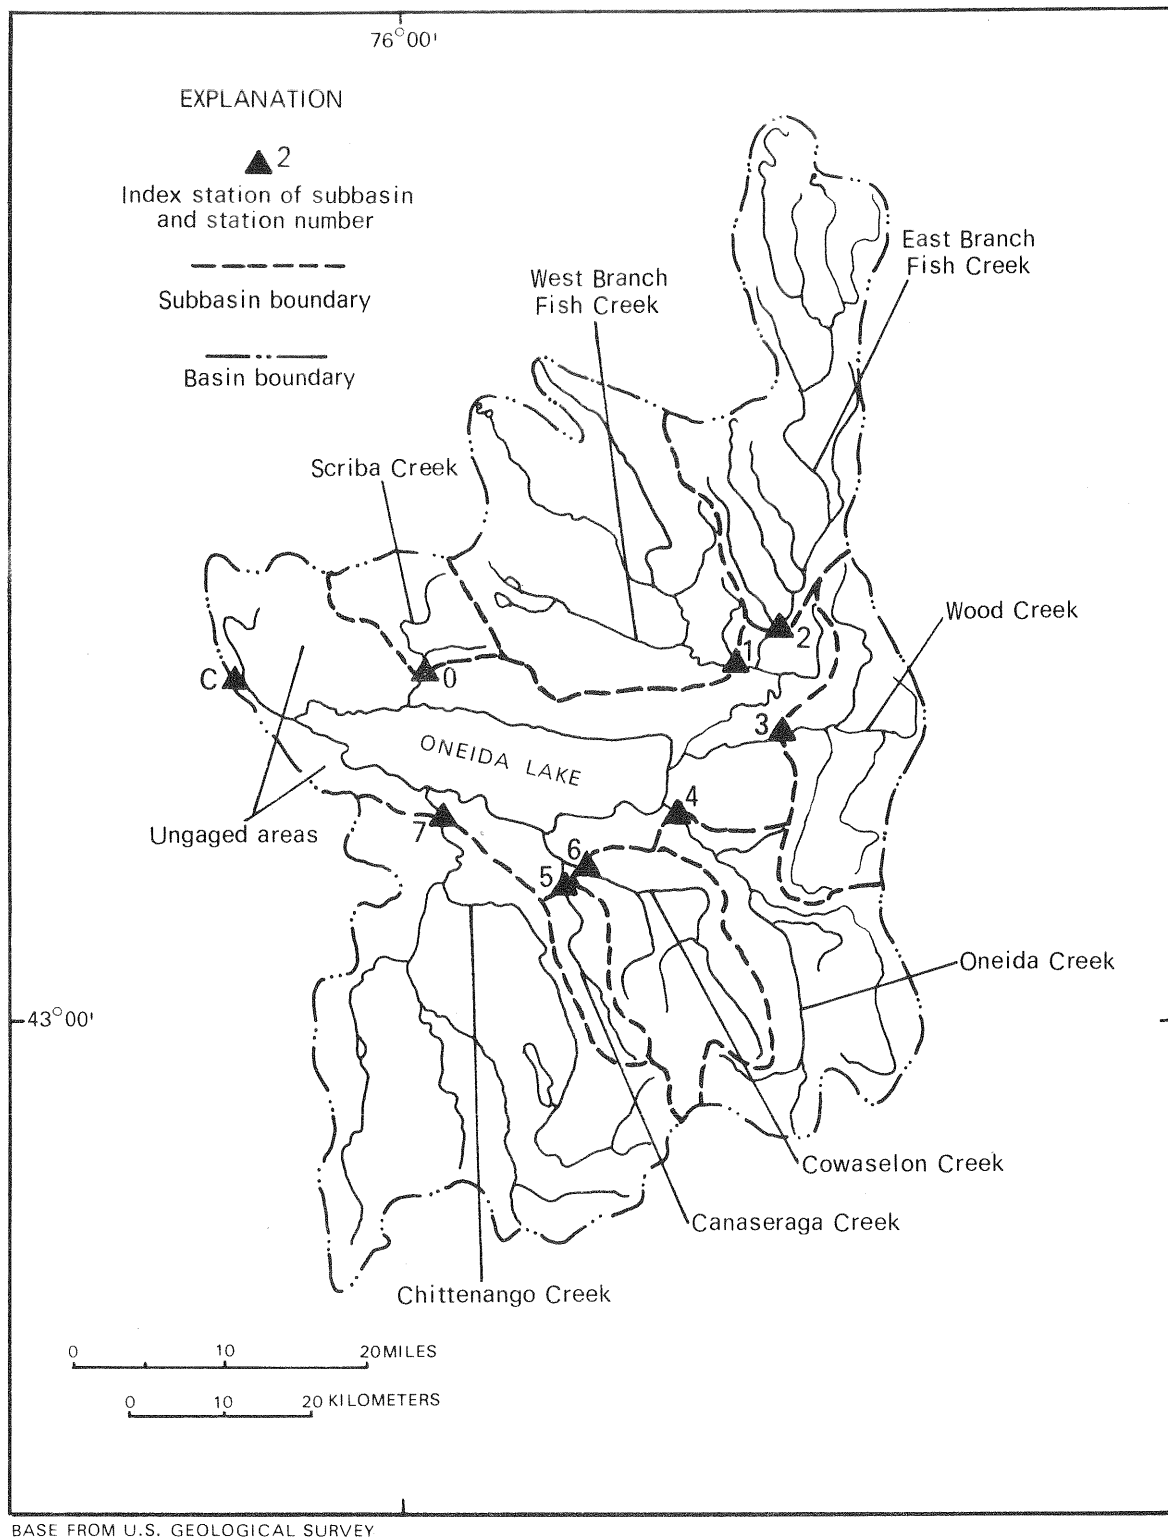 76°00'
EXPLANATION
2
Index station of subbasin
and station number
Subbasin boundary
Basin boundary
East Branch
Fish Creek
West Branch
Fish Creek
Scriba Creek
Wood Creek
2
1
C
0
3
ONEIDA LAKE
4
7
Ungaged areas
6
5
Oneida Creek
43°00'
Cowaselon Creek
Canaseraga Creek
Chittenango Creek
0 10 20 MILES
0 10 20 KILOMETERS
BASE FROM U.S. GEOLOGICAL SURVEY